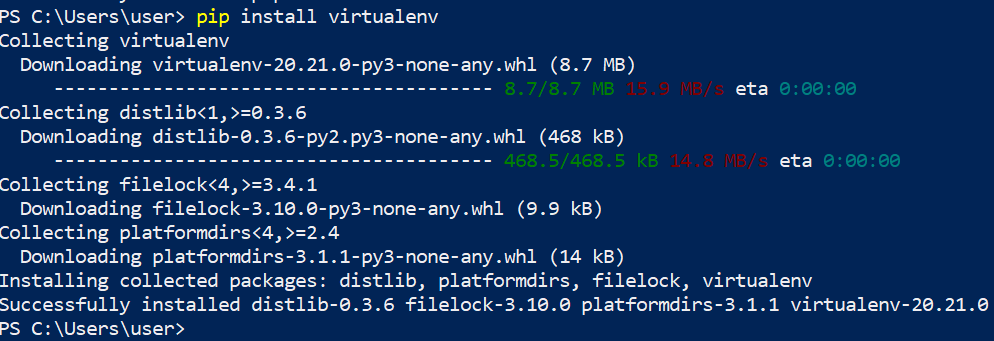 PS C:\Users\user> pip install virtualenv
Collecting virtualenv
  Downloading virtualenv-20.21.0-py3-none-any.whl (8.7 MB)
     ---------------------------------------- 8.7/8.7 MB 15.9 MB/s eta 0:00:00
Collecting distlib<1,>=0.3.6
  Downloading distlib-0.3.6-py2.py3-none-any.whl (468 kB)
     ---------------------------------------- 468.5/468.5 kB 14.8 MB/s eta 0:00:00
Collecting filelock<4,>=3.4.1
  Downloading filelock-3.10.0-py3-none-any.whl (9.9 kB)
Collecting platformdirs<4,>=2.4
  Downloading platformdirs-3.1.1-py3-none-any.whl (14 kB)
Installing collected packages: distlib, platformdirs, filelock, virtualenv
Successfully installed distlib-0.3.6 filelock-3.10.0 platformdirs-3.1.1 virtualenv-20.21.0
PS C:\Users\user>